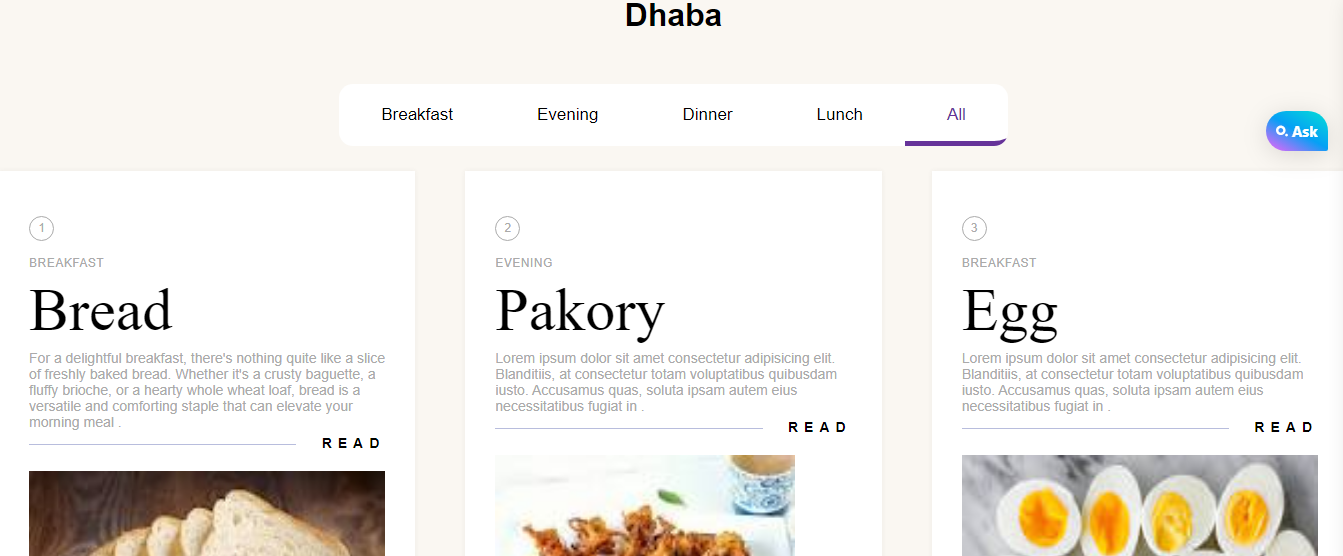 Dhaba
Breakfast
Evening
Dinner
Lunch
All
Ask
1
BREAKFAST
Bread
For a delightful breakfast, there's nothing quite like a slice
of freshly baked bread. Whether it's a crusty baguette, a
fluffy brioche, or a hearty whole wheat loaf, bread is a
versatile and comforting staple that can elevate your
morning meal .
READ
2
EVENING
Pakory
Lorem ipsum dolor sit amet consectetur adipisicing elit.
Blanditiis, at consectetur totam voluptatibus quibusdam
iusto. Accusamus quas, soluta ipsam autem eius
necessitatibus fugiat in .
READ
3
BREAKFAST
Egg
Lorem ipsum dolor sit amet consectetur adipisicing elit.
Blanditiis, at consectetur totam voluptatibus quibusdam
iusto. Accusamus quas, soluta ipsam autem eius
necessitatibus fugiat in .
READ